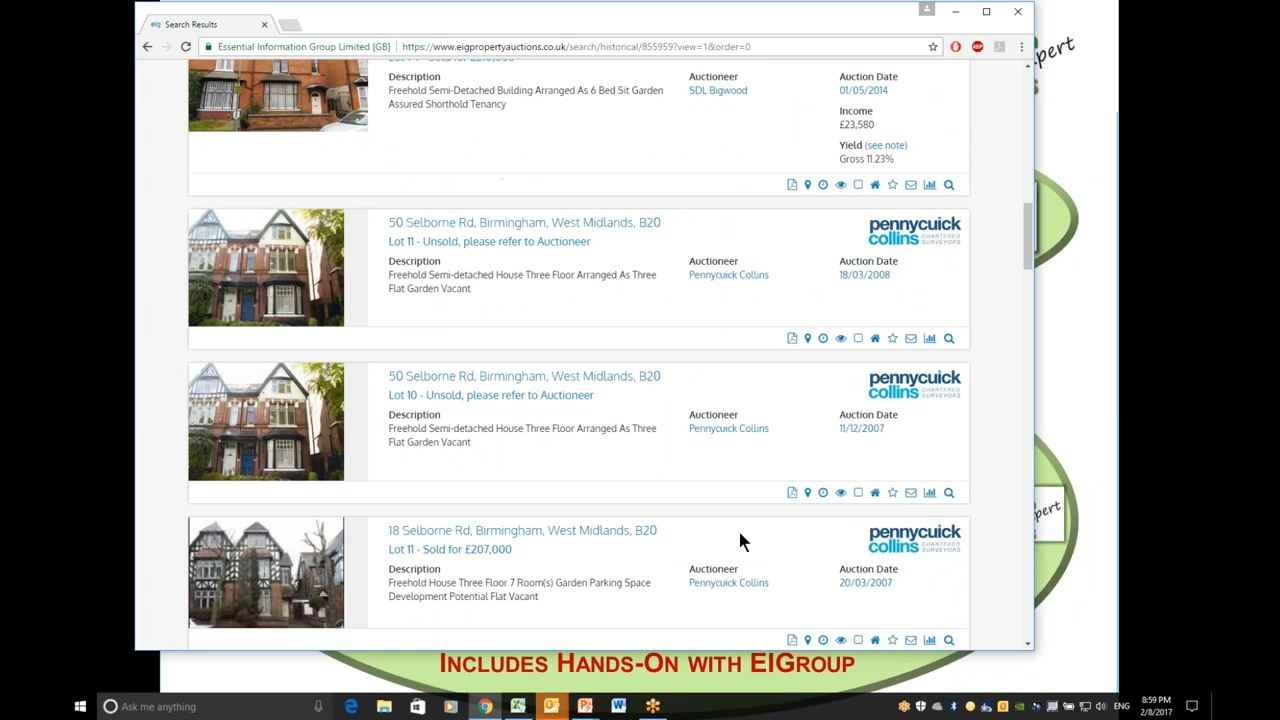 eig Search Results
Essential Information Group Limited [GB] https://www.eigpropertyauctions.co.uk/search/historical/855959?view=1&order=0
Description
Freehold Semi-Detached Building Arranged As 6 Bed Sit Garden
Assured Shorthold Tenancy
Auctioneer
SDL Bigwood
Auction Date
01/05/2014
Income
£23,580
Yield (see note)
Gross 11.23%
50 Selborne Rd, Birmingham, West Midlands, B20
Lot 11 - Unsold, please refer to Auctioneer
Description
Freehold Semi-detached House Three Floor Arranged As Three
Flat Garden Vacant
Auctioneer
Pennycuick Collins
pennycuick
collins CHARTERED SURVEYORS
Auction Date
18/03/2008
50 Selborne Rd, Birmingham, West Midlands, B20
Lot 10 - Unsold, please refer to Auctioneer
Description
Freehold Semi-detached House Three Floor Arranged As Three
Flat Garden Vacant
Auctioneer
Pennycuick Collins
pennycuick
collins CHARTERED SURVEYORS
Auction Date
11/12/2007
18 Selborne Rd, Birmingham, West Midlands, B20
Lot 11 - Sold for £207,000
Description
Freehold House Three Floor 7 Room(s) Garden Parking Space
Development Potential Flat Vacant
Auctioneer
Pennycuick Collins
pennycuick
collins CHARTERED SURVEYORS
Auction Date
20/03/2007
INCLUDES HANDS-ON WITH EIGROUP
Ask me anything
ENG
8:59 PM
2/8/2017